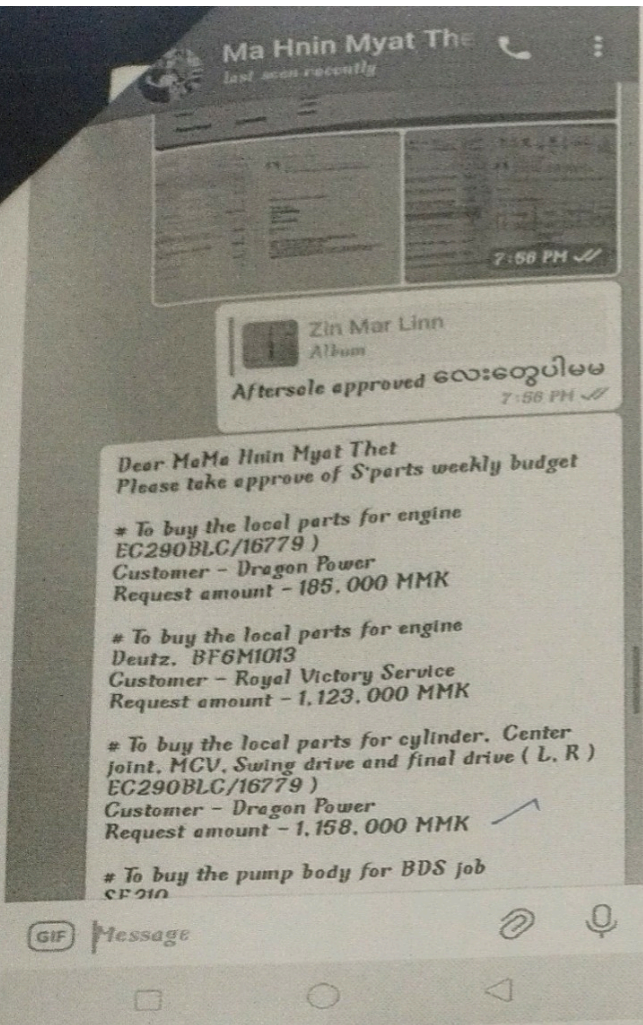 Ma Hnin Myat The
last seen recently
7:56 PM
Zin Mar Linn
Album
Aftersale approved လေးတွေပါမမ
7:56 PM
Dear MaMa Hnin Myat Thet
Please take approve of S'parts weekly budget
# To buy the local parts for engine
EC290BLC/16779 )
Customer - Dragon Power
Request amount - 185,000 MMK
# To buy the local parts for engine
Deutz, BF6M1013
Customer - Royal Victory Service
Request amount - 1,123,000 MMK
# To buy the local parts for cylinder, Center
joint, MCV, Swing drive and final drive ( L, R )
EC290BLC/16779 )
Customer - Dragon Power
Request amount - 1,158,000 MMK
# To buy the pump body for BDS job
GIF Message